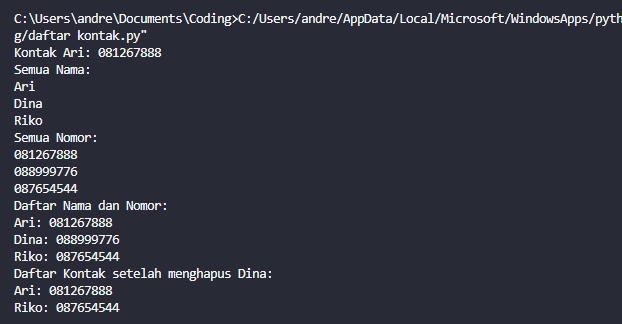 C:\Users\andre\Documents\Coding>C:/Users/andre/AppData/Local/Microsoft/WindowsApps/pyth
g/daftar kontak.py"
Kontak Ari: 081267888
Semua Nama:
Ari
Dina
Riko
Semua Nomor:
081267888
088999776
087654544
Daftar Nama dan Nomor:
Ari: 081267888
Dina: 088999776
Riko: 087654544
Daftar Kontak setelah menghapus Dina:
Ari: 081267888
Riko: 087654544